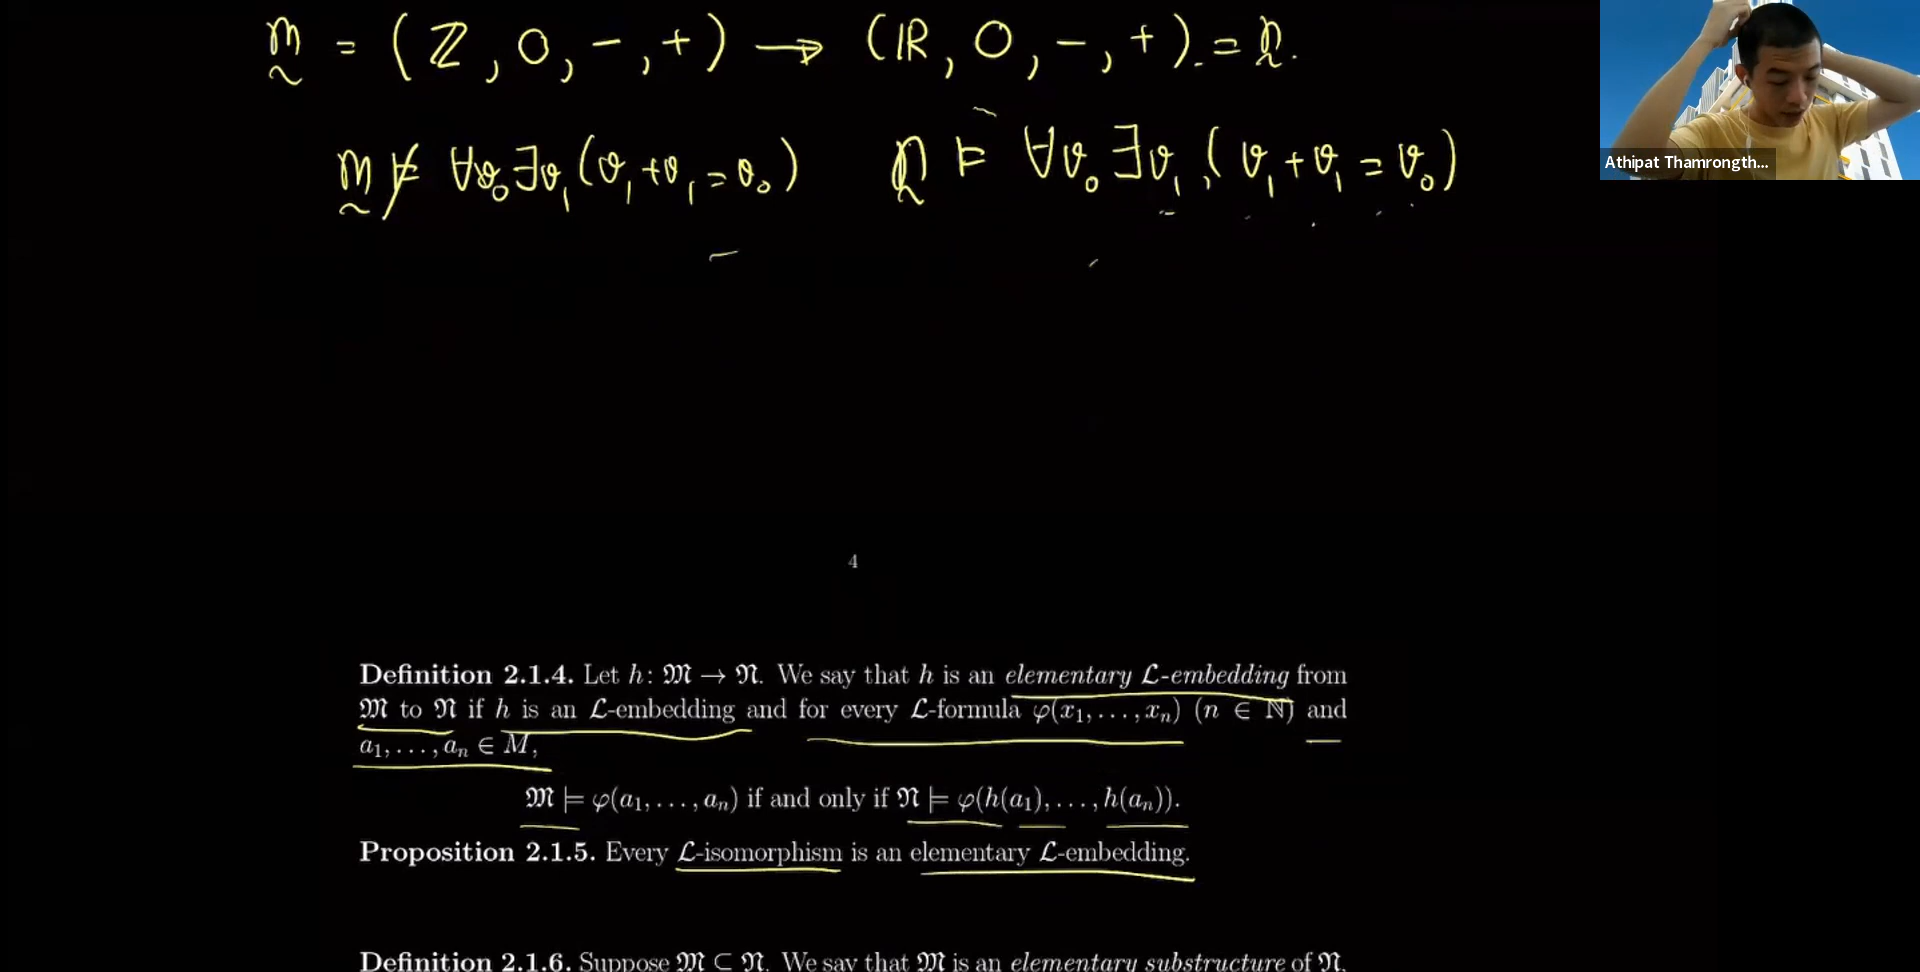 𝔐 = (ℤ, 0, −, +) → (ℝ, 0, −, +). = 𝔑.
𝔐 ⊭ ∀v₀∃v₁(v₁+v₁=v₀) 𝔑 ⊨ ∀v₀∃v₁(v₁+v₁=v₀)
Athipat Thamrongth...
4
Definition 2.1.4. Let h: 𝔐 → 𝔑. We say that h is an elementary ℒ-embedding from
𝔐 to 𝔑 if h is an ℒ-embedding and for every ℒ-formula φ(x₁, . . . , xₙ) (n ∈ ℕ) and
a₁, . . . , aₙ ∈ M,
𝔐 ⊨ φ(a₁, . . . , aₙ) if and only if 𝔑 ⊨ φ(h(a₁), . . . , h(aₙ)).
Proposition 2.1.5. Every ℒ-isomorphism is an elementary ℒ-embedding.
Definition 2.1.6. Suppose 𝔐 ⊂ 𝔑. We say that 𝔐 is an elementary substructure of 𝔑,